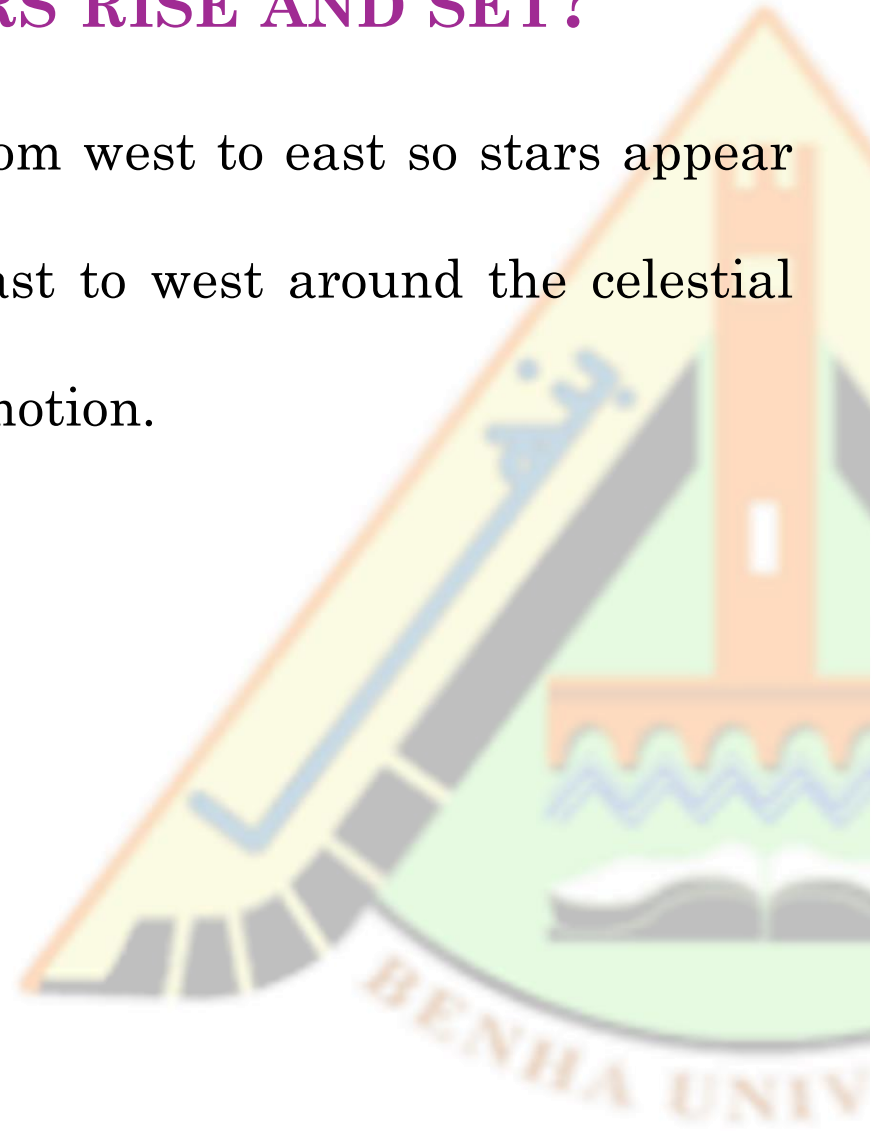 RS RISE AND SET?
om west to east so stars appear
ast to west around the celestial
notion.
BENHA UNIV